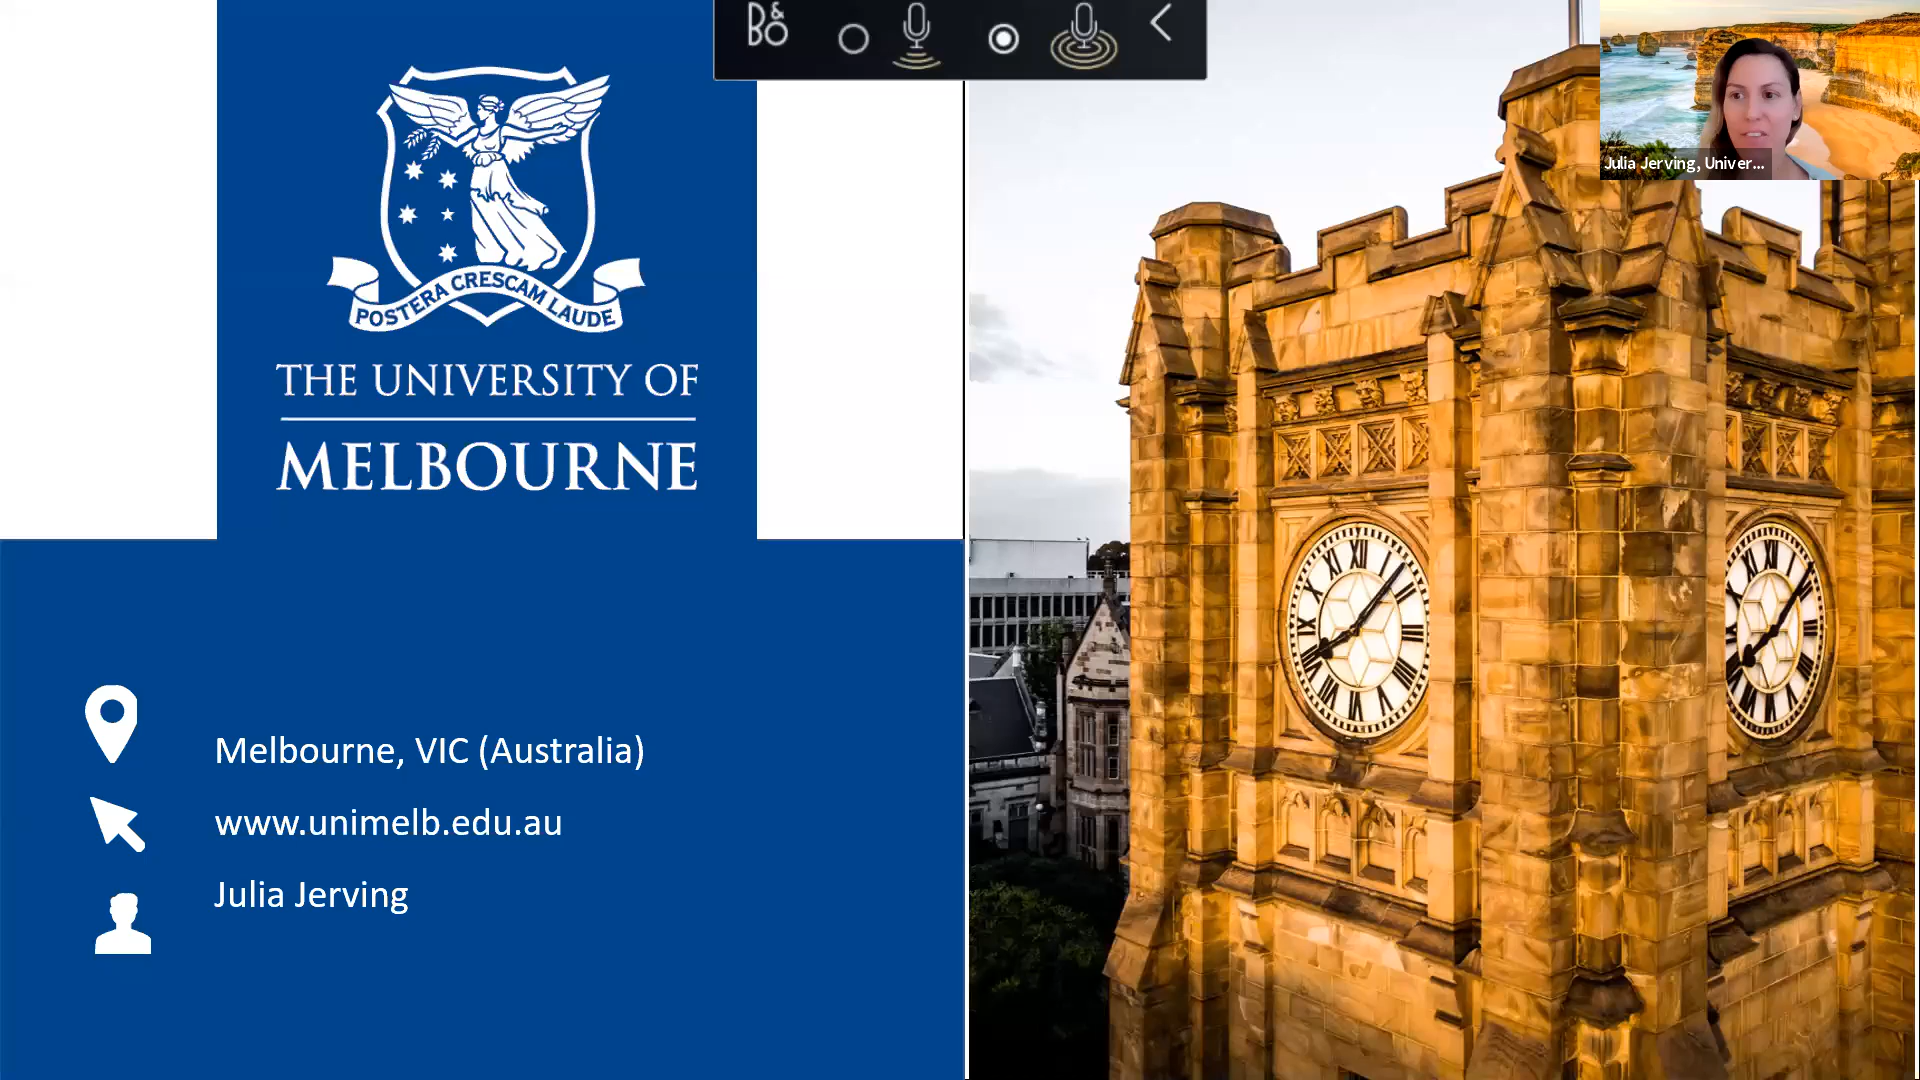 B&O
POSTERA CRESCAM LAUDE
THE UNIVERSITY OF
MELBOURNE
Melbourne, VIC (Australia)
www.unimelb.edu.au
Julia Jerving
Julia Jerving, Univer...